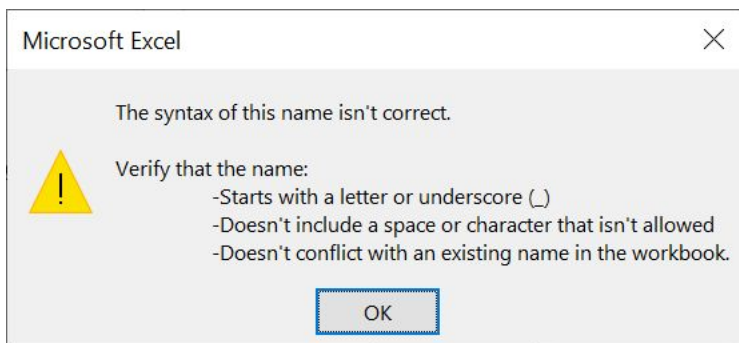 Microsoft Excel
The syntax of this name isn't correct.
Verify that the name:
-Starts with a letter or underscore (_)
-Doesn't include a space or character that isn't allowed
-Doesn't conflict with an existing name in the workbook.
OK